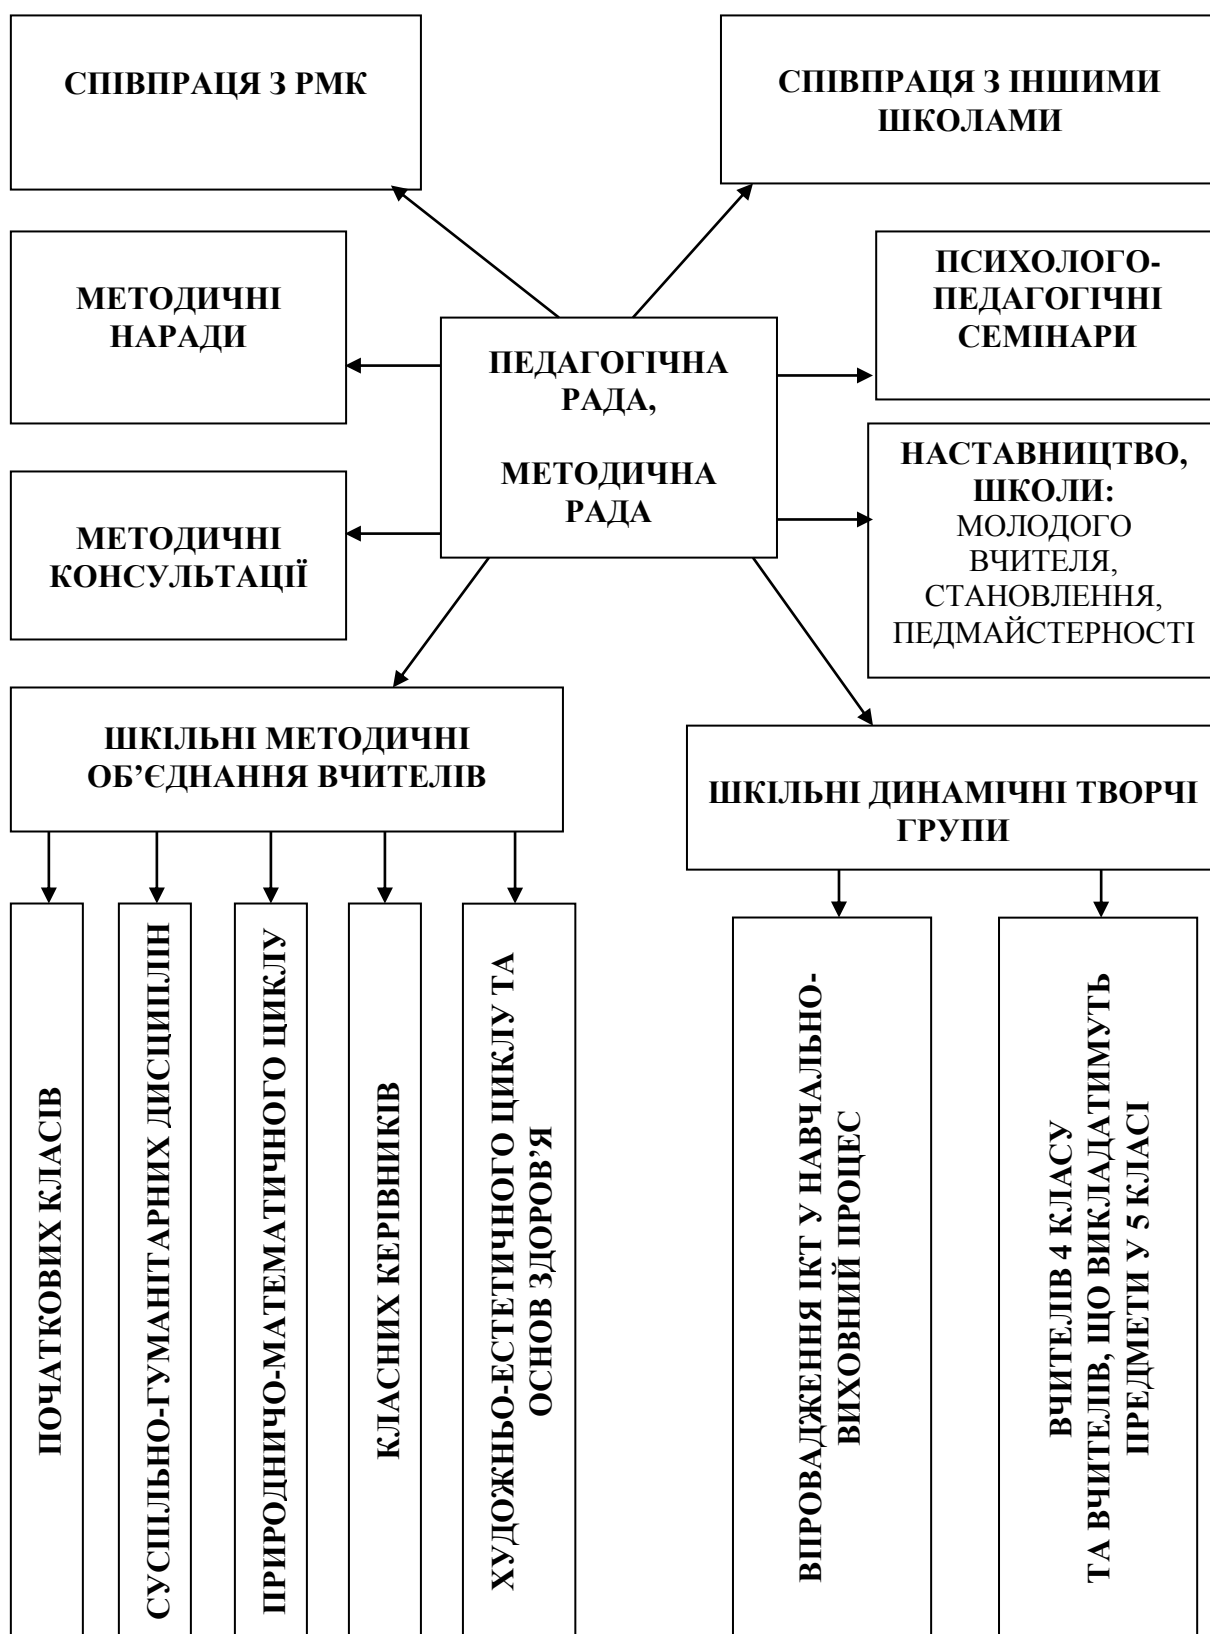 СПІВПРАЦЯ З РМК
СПІВПРАЦЯ З ІНШИМИ
ШКОЛАМИ
МЕТОДИЧНІ
НАРАДИ
ПЕДАГОГІЧНА
РАДА,
МЕТОДИЧНА
РАДА
ПСИХОЛОГО-
ПЕДАГОГІЧНІ
СЕМІНАРИ
МЕТОДИЧНІ
КОНСУЛЬТАЦІЇ
НАСТАВНИЦТВО,
ШКОЛИ:
МОЛОДОГО
ВЧИТЕЛЯ,
СТАНОВЛЕННЯ,
ПЕДМАЙСТЕРНОСТІ
ШКІЛЬНІ МЕТОДИЧНІ
ОБ’ЄДНАННЯ ВЧИТЕЛІВ
ШКІЛЬНІ ДИНАМІЧНІ ТВОРЧІ
ГРУПИ
ПОЧАТКОВИХ КЛАСІВ
СУСПІЛЬНО-ГУМАНІТАРНИХ ДИСЦИПЛІН
ПРИРОДНИЧО-МАТЕМАТИЧНОГО ЦИКЛУ
КЛАСНИХ КЕРІВНИКІВ
ХУДОЖНЬО-ЕСТЕТИЧНОГО ЦИКЛУ ТА
ОСНОВ ЗДОРОВ’Я
ВПРОВАДЖЕННЯ ІКТ У НАВЧАЛЬНО-
ВИХОВНИЙ ПРОЦЕС
ВЧИТЕЛІВ 4 КЛАСУ
ТА ВЧИТЕЛІВ, ЩО ВИКЛАДАТИМУТЬ
ПРЕДМЕТИ У 5 КЛАСІ